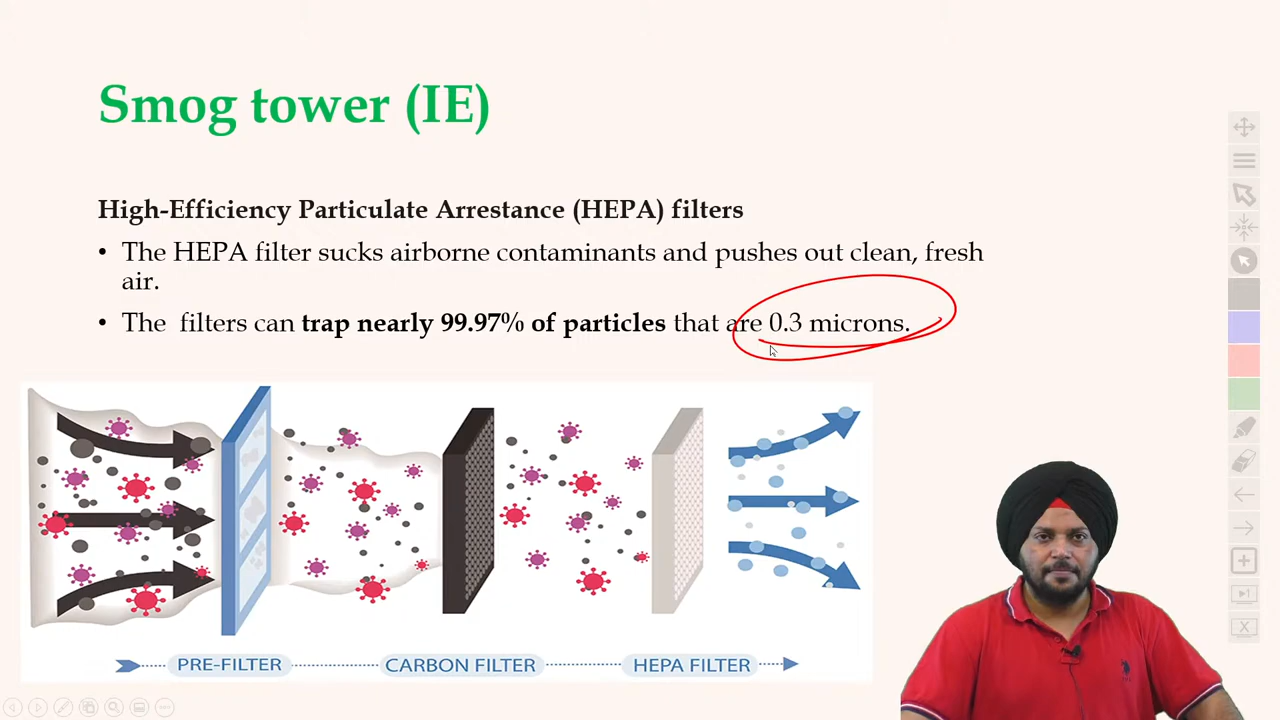 Smog tower (IE)
High-Efficiency Particulate Arrestance (HEPA) filters
• The HEPA filter sucks airborne contaminants and pushes out clean, fresh
air.
• The filters can trap nearly 99.97% of particles that are 0.3 microns.
PRE-FILTER
CARBON FILTER
HEPA FILTER